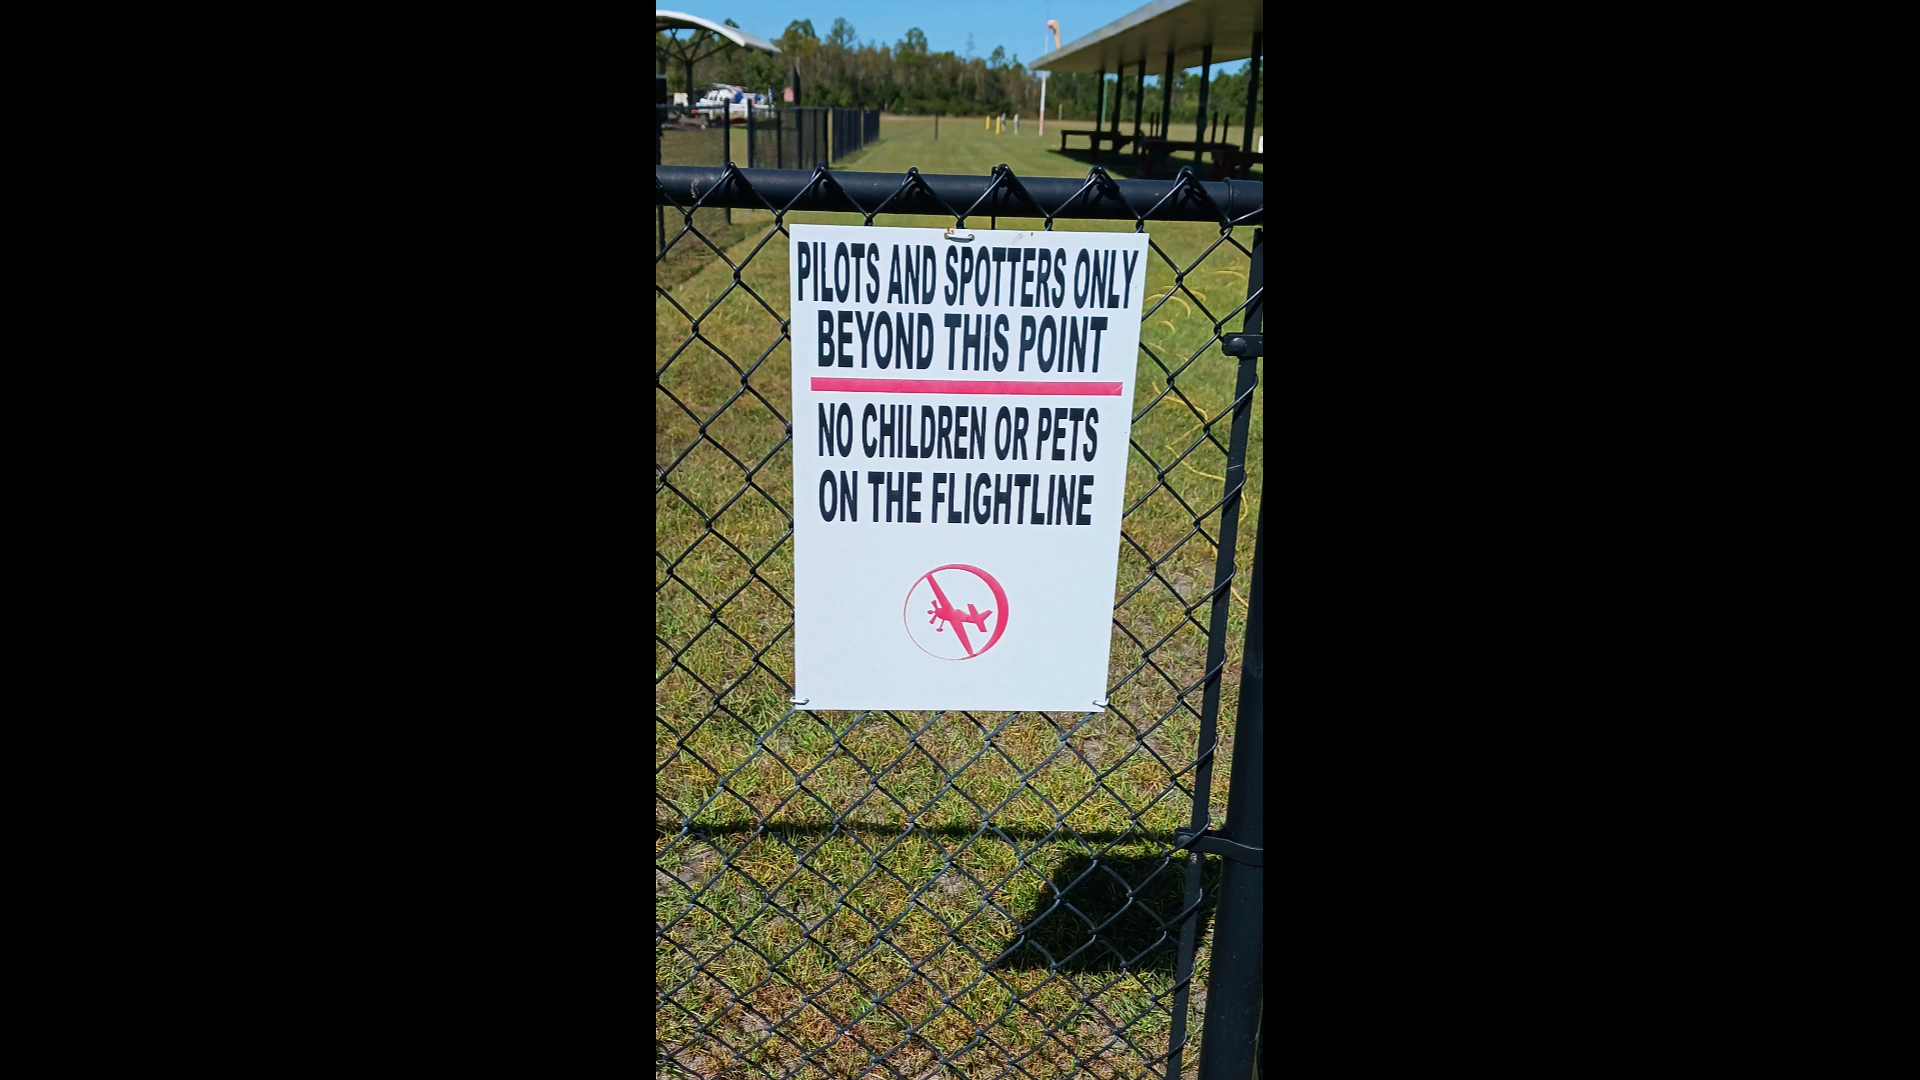 PILOTS AND SPOTTERS ONLY
BEYOND THIS POINT
NO CHILDREN OR PETS
ON THE FLIGHTLINE